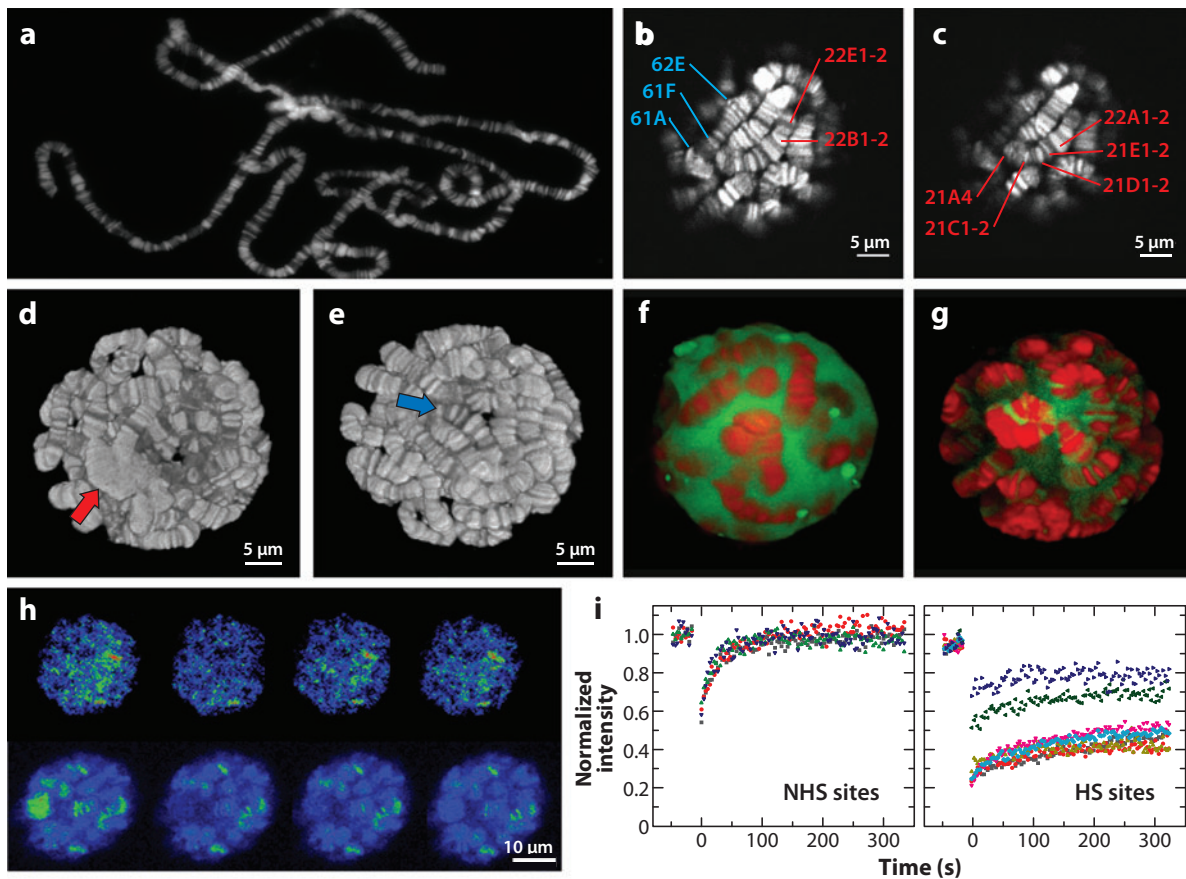 a
b
62E
61F
61A
22E1-2
22B1-2
5 µm
c
22A1-2
21E1-2
21D1-2
21A4
21C1-2
5 µm
d
5 µm
e
5 µm
f
g
h
10 µm
i
Normalized
intensity
1.0
0.8
0.6
0.4
0.2
0
NHS sites
HS sites
0 100 200 300
0 100 200 300
Time (s)